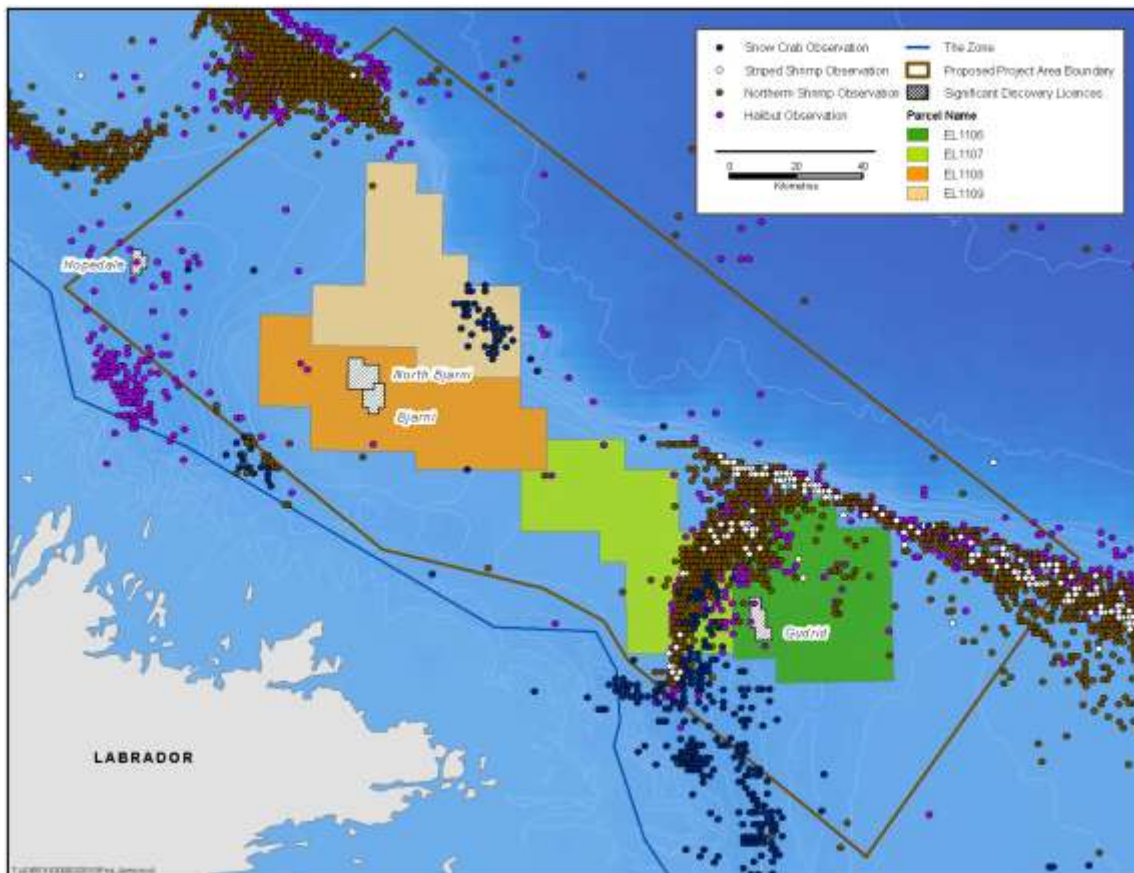 Snow Crab Observation
Striped Shrimp Observation
Northern Shrimp Observation
Halibut Observation
The Zone
Proposed Project Area Boundary
Significant Discovery Licences
Parcel Name
EL1106
EL1107
EL1108
EL1109
0 20 40
Kilometres
Hopedale
North Bjarni
Bjarni
Gudrid
LABRADOR